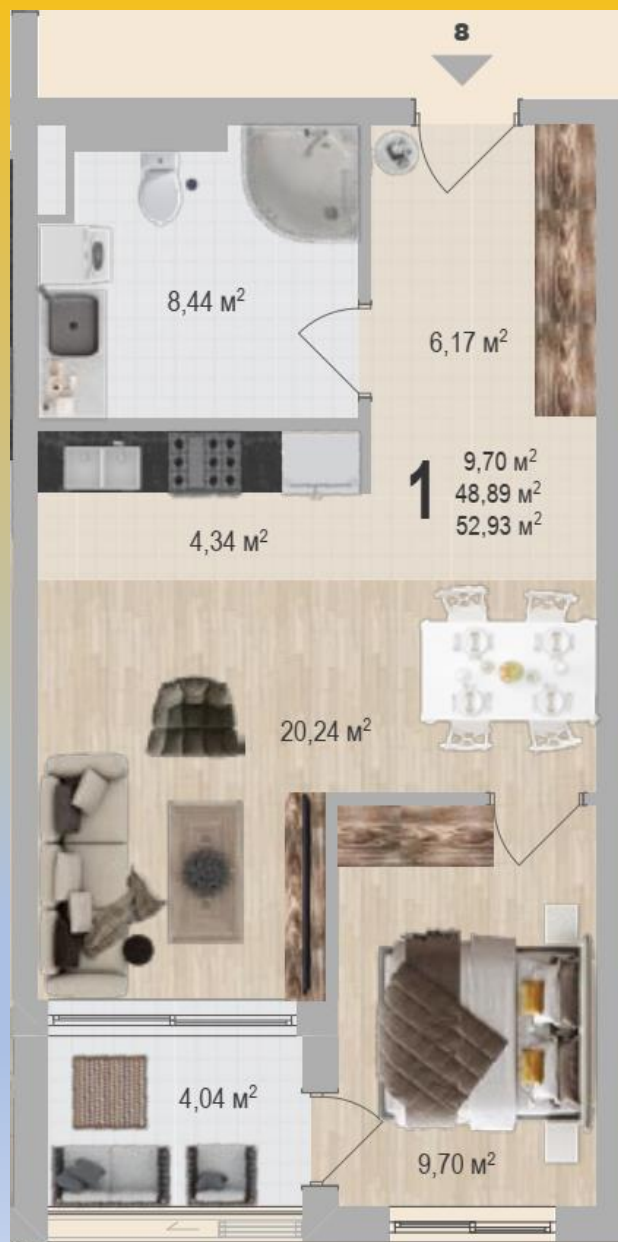 8
8,44 м²
6,17 м²
1
9,70 м²
48,89 м²
52,93 м²
4,34 м²
20,24 м²
4,04 м²
9,70 м²